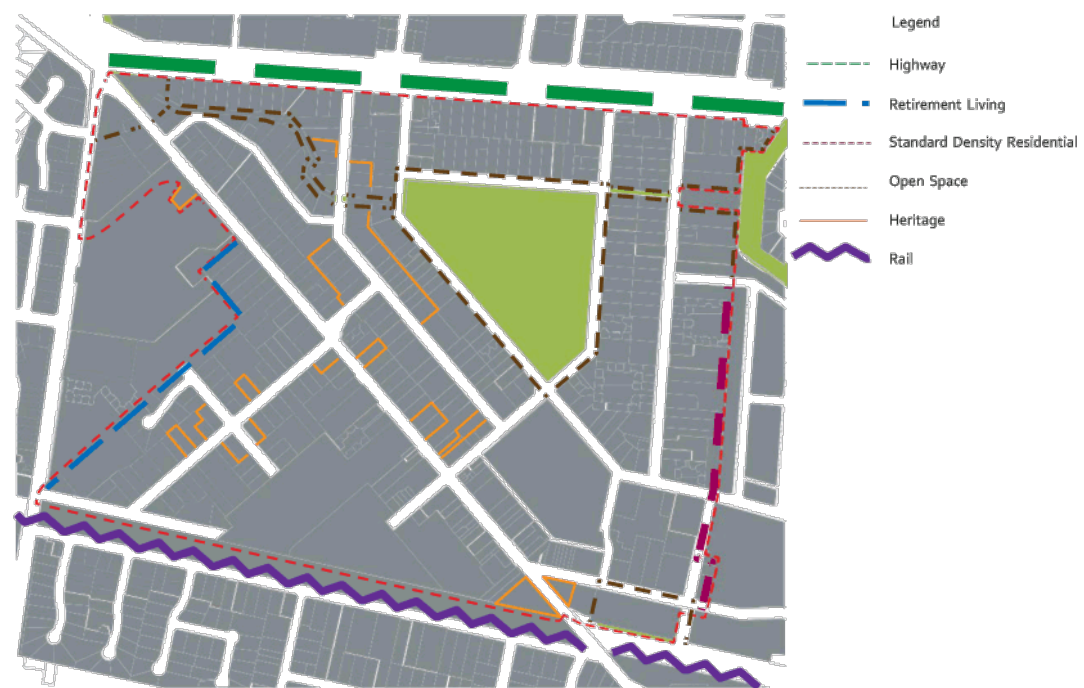 Legend
Highway
Retirement Living
Standard Density Residential
Open Space
Heritage
Rail